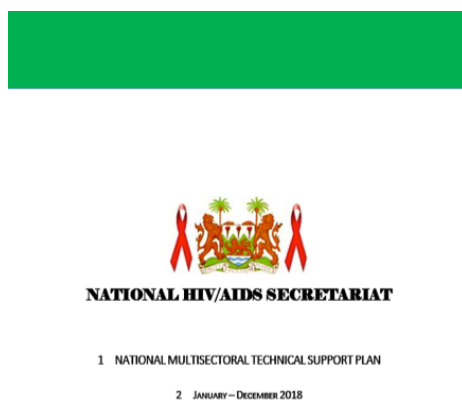 NATIONAL HIV/AIDS SECRETARIAT
1 NATIONAL MULTISECTORAL TECHNICAL SUPPORT PLAN
2 JANUARY – DECEMBER 2018